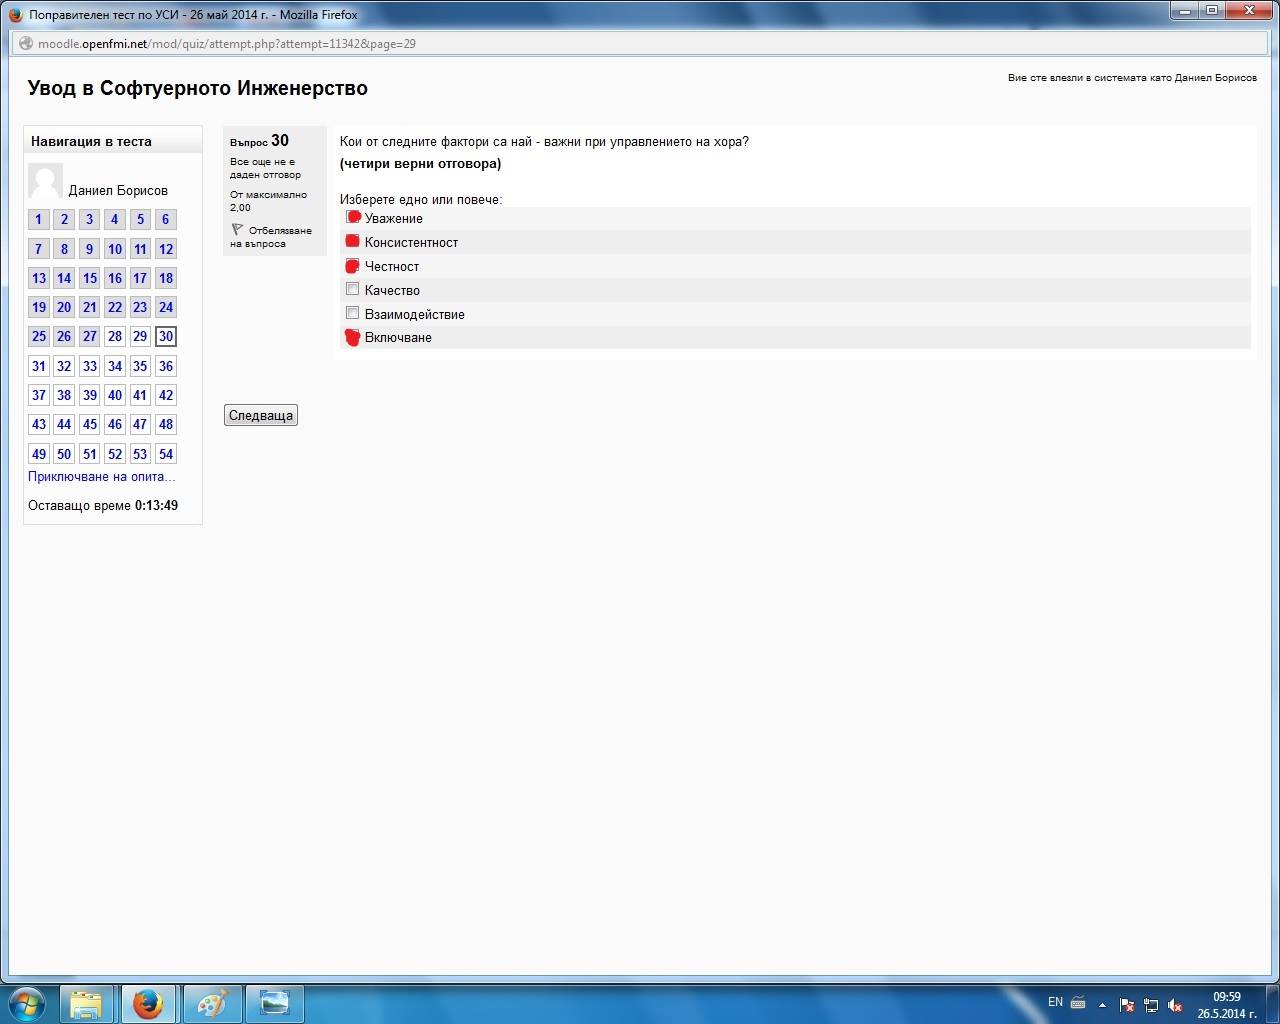 Поправителен тест по УСИ - 26 май 2014 г. - Mozilla Firefox
moodle.openfmi.net/mod/quiz/attempt.php?attempt=11342&page=29
Увод в Софтуерното Инженерство
Вие сте влезли в системата като Даниел Борисов
Навигация в теста
Даниел Борисов
1 2 3 4 5 6
7 8 9 10 11 12
13 14 15 16 17 18
19 20 21 22 23 24
25 26 27 28 29 30
31 32 33 34 35 36
37 38 39 40 41 42
43 44 45 46 47 48
49 50 51 52 53 54
Приключване на опита...
Оставащо време 0:13:49
Въпрос 30
Все още не е
даден отговор
От максимално
2,00
Отбелязване
на въпроса
Кои от следните фактори са най - важни при управлението на хора?
(четири верни отговора)
Изберете едно или повече:
Уважение
Консистентност
Честност
Качество
Взаимодействие
Включване
Следваща
EN
09:59
26.5.2014 г.